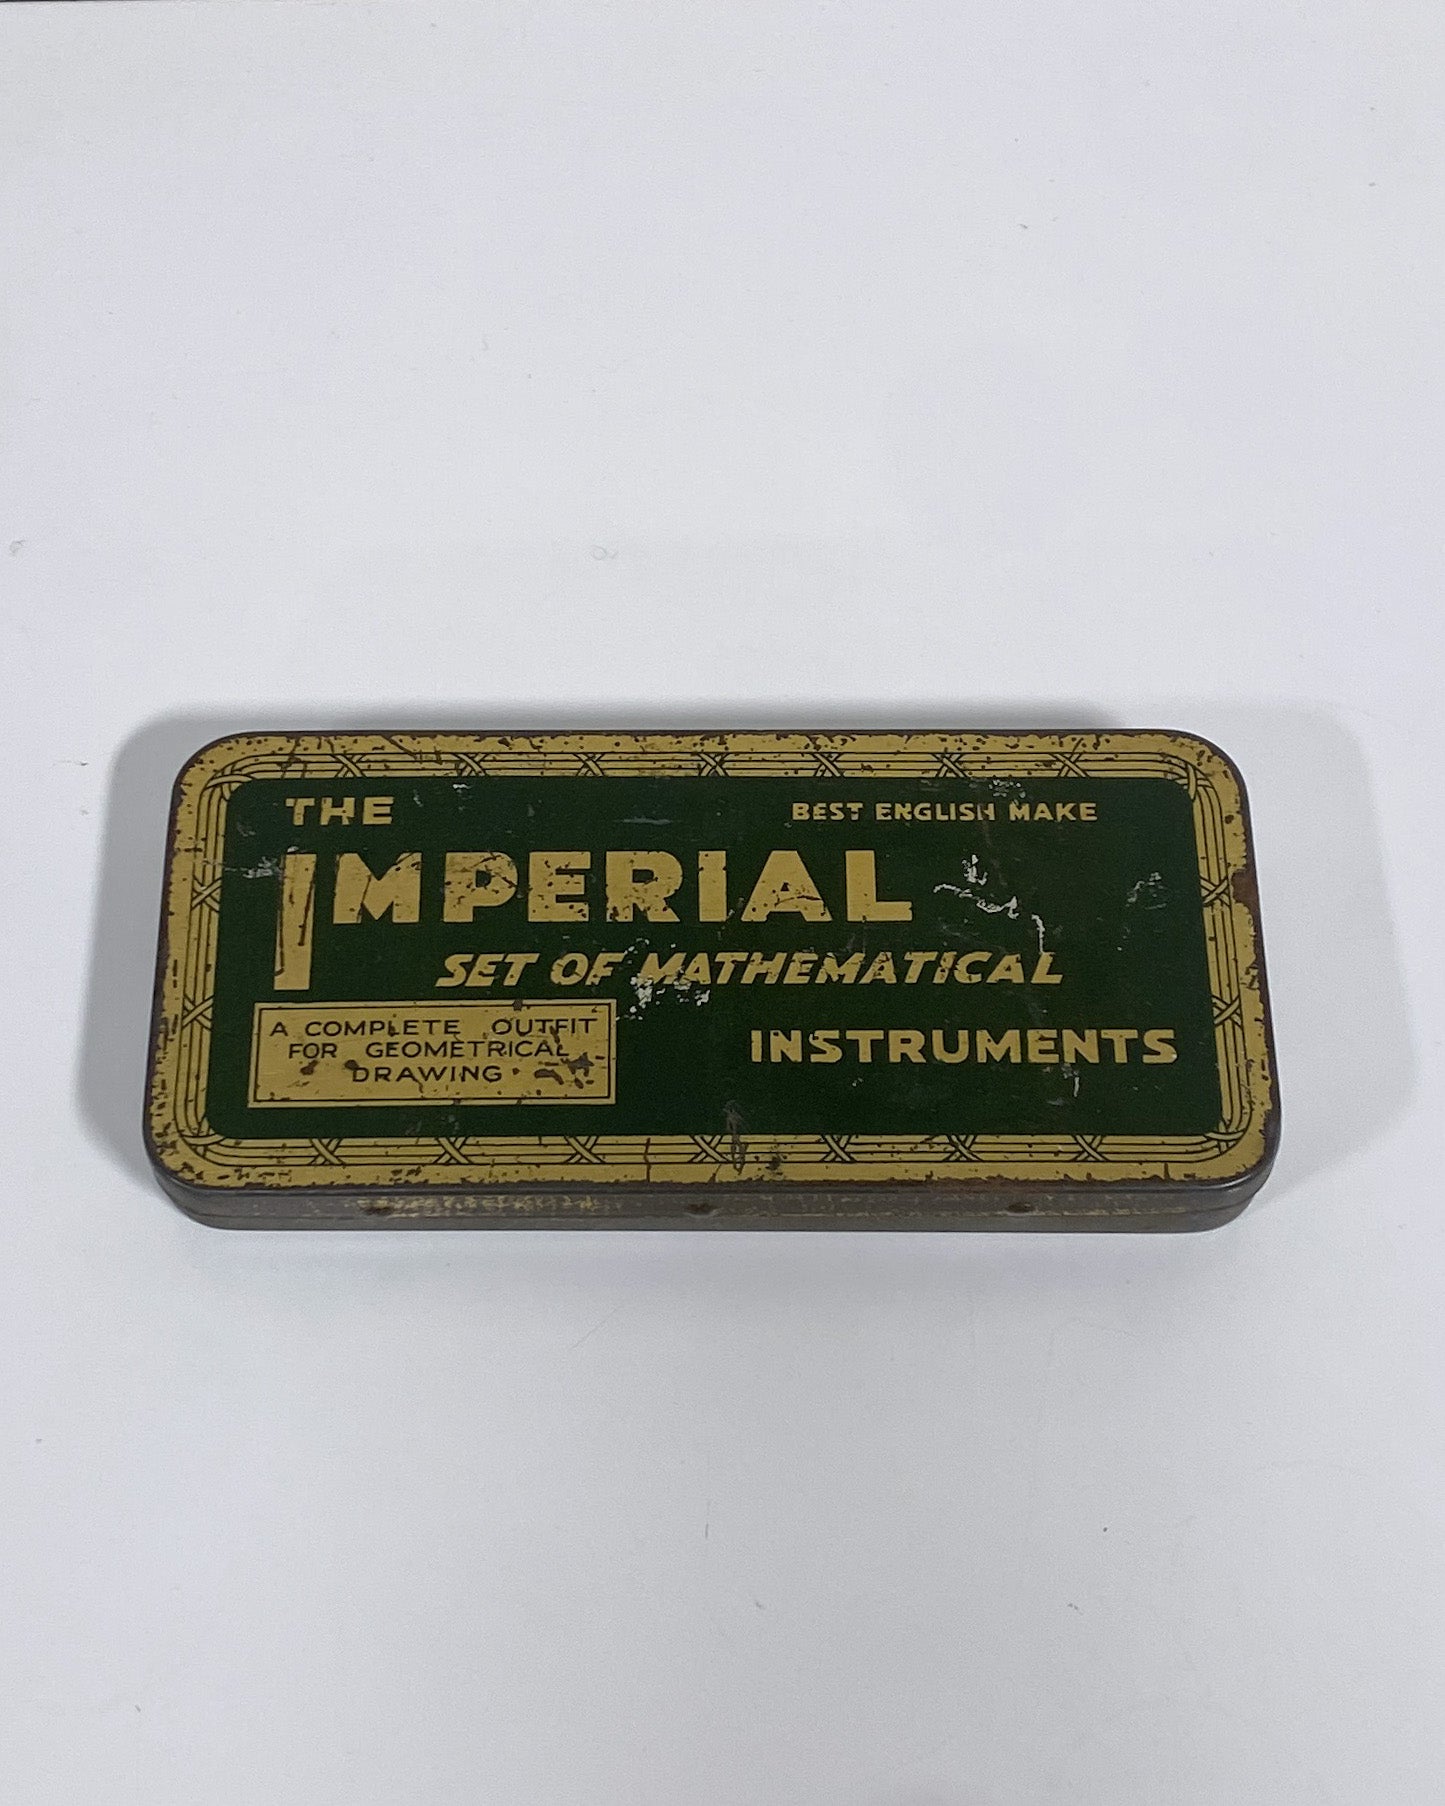 THE
BEST ENGLISH MAKE
IMPERIAL
SET OF MATHEMATICAL
INSTRUMENTS
A COMPLETE OUTFIT
FOR GEOMETRICAL
DRAWING